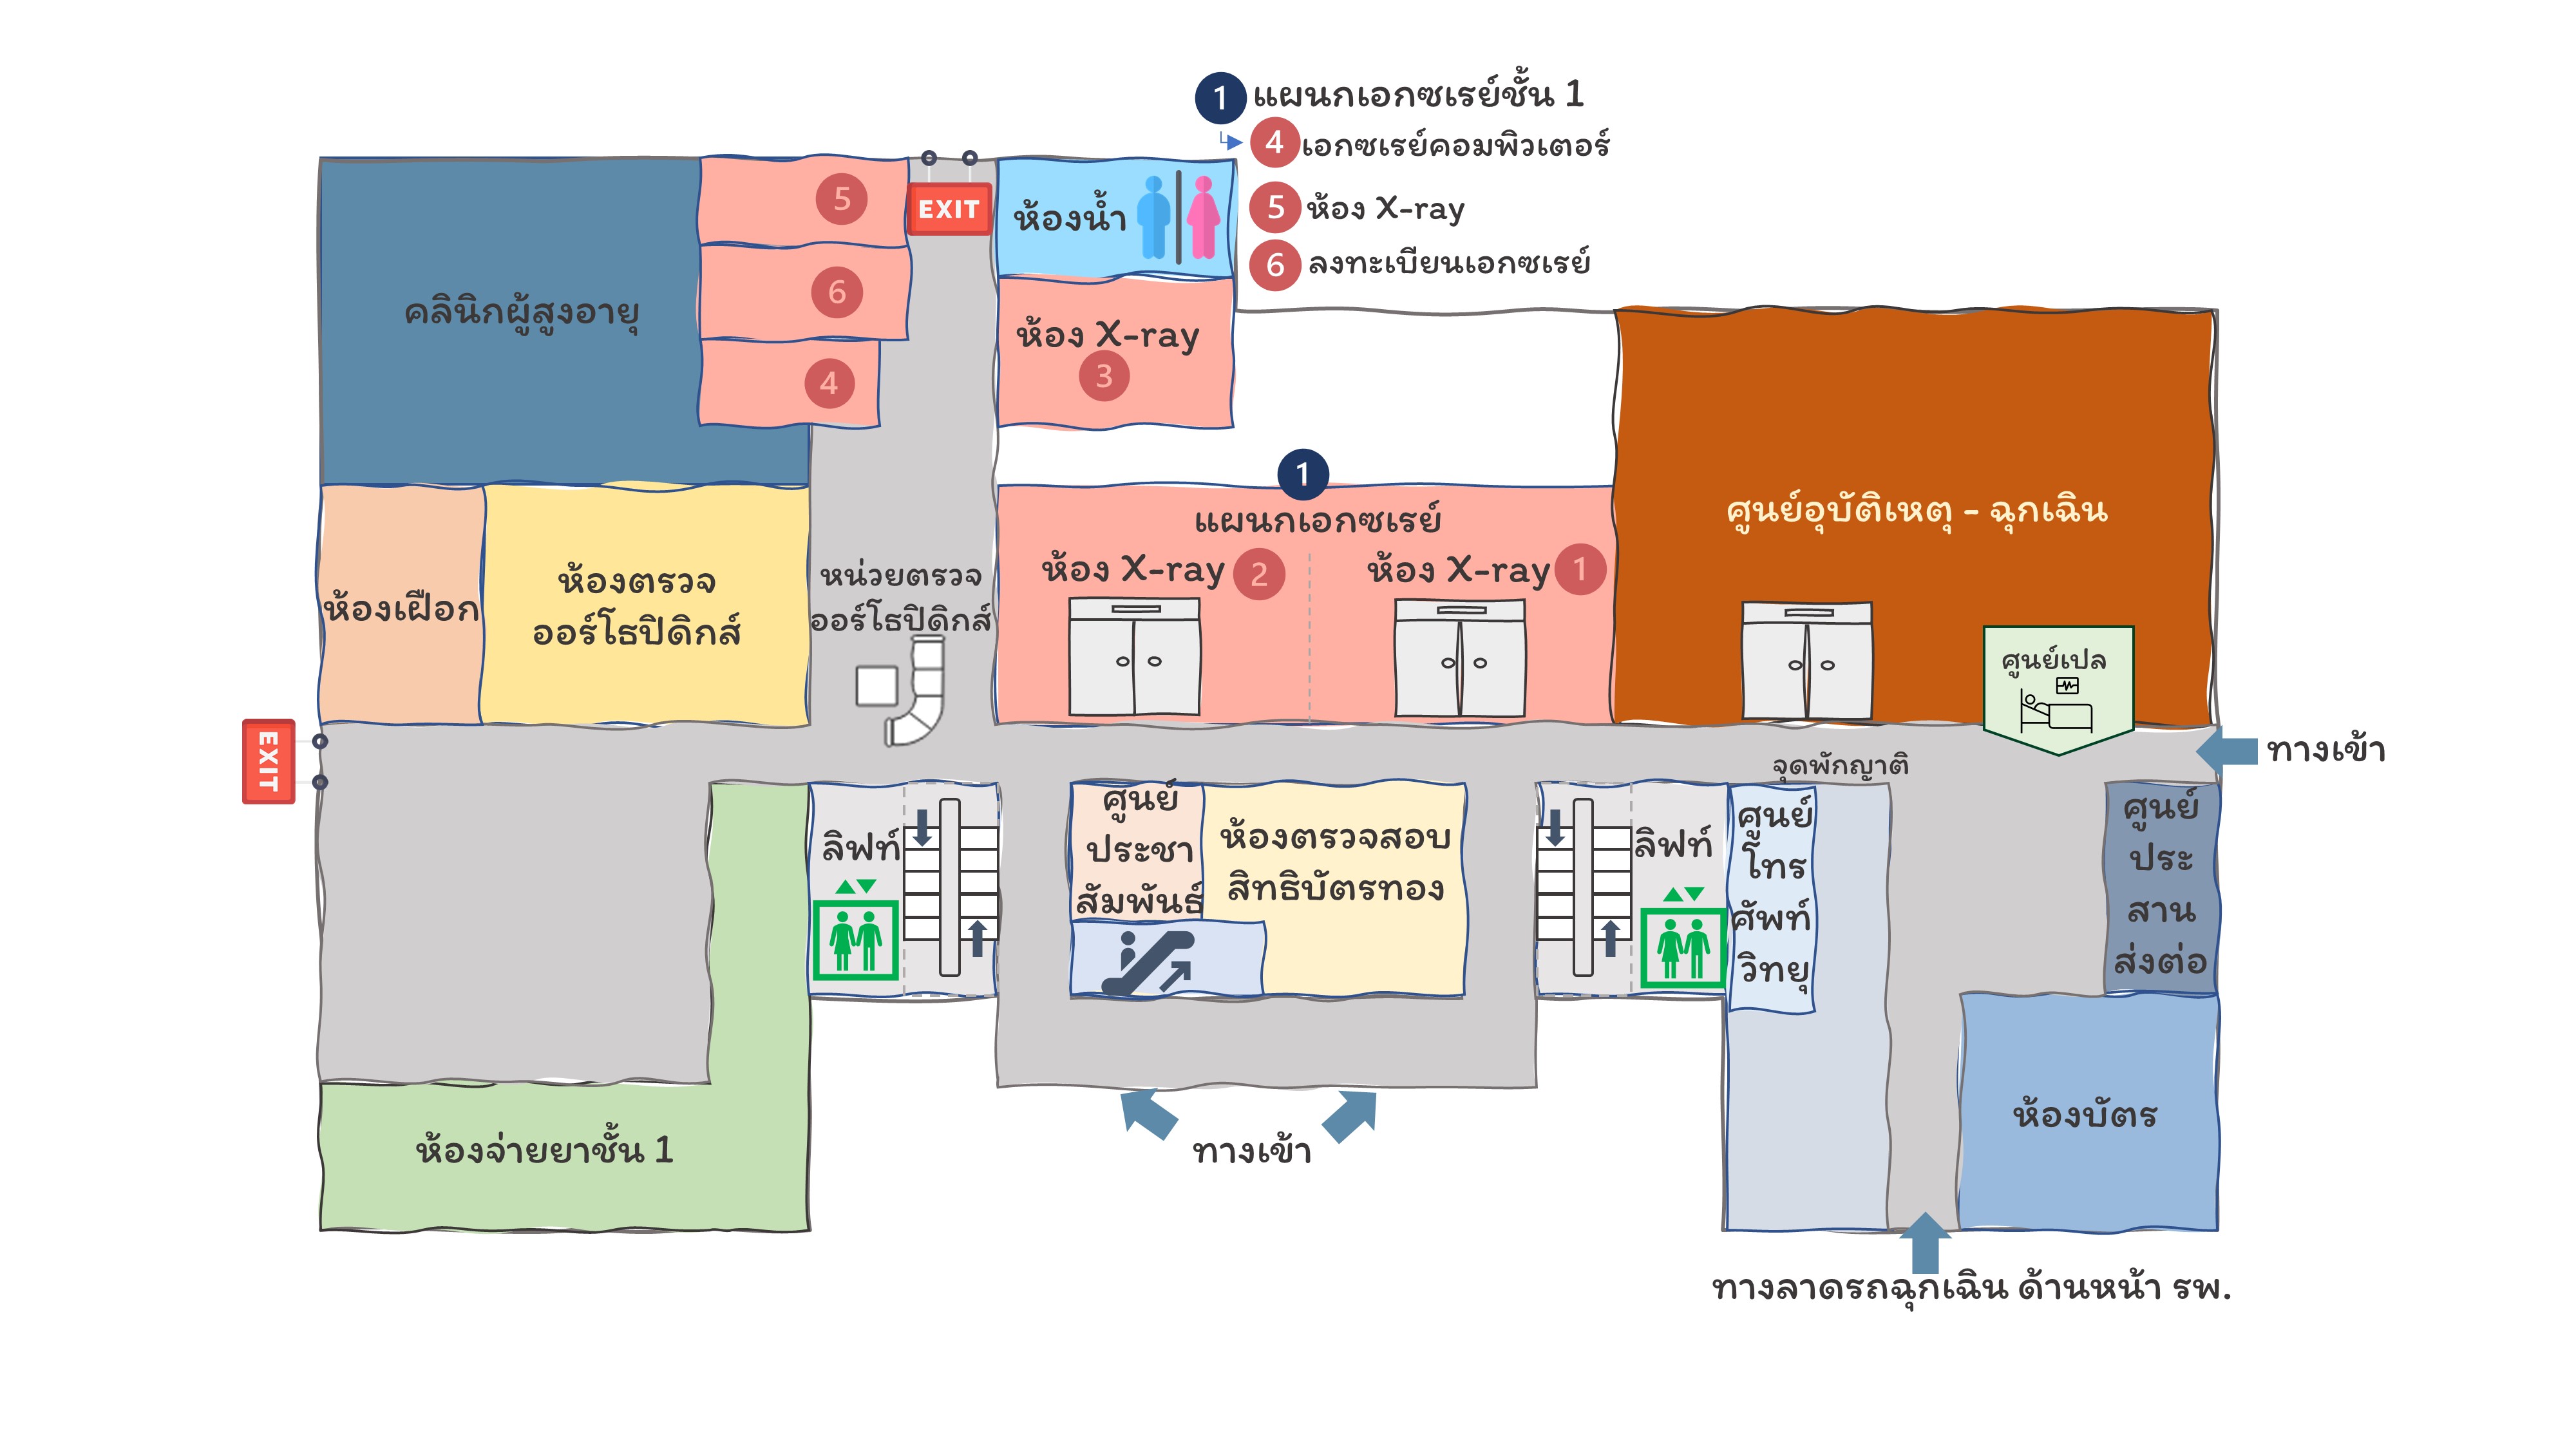 1 แผนกเอกซเรย์ชั้น 1
4 เอกซเรย์คอมพิวเตอร์
5 ห้อง X-ray
6 ลงทะเบียนเอกซเรย์
5
EXIT
ห้องน้ำ
คลินิกผู้สูงอายุ
6
4
ห้อง X-ray
3
1
แผนกเอกซเรย์
ห้อง X-ray 2
ห้อง X-ray 1
ศูนย์อุบัติเหตุ - ฉุกเฉิน
ห้องเฝือก
ห้องตรวจ
ออร์โธปิดิกส์
หน่วยตรวจ
ออร์โธปิดิกส์
ศูนย์เปล
EXIT
ทางเข้า
จุดพักญาติ
ลิฟท์
ศูนย์
ประชา
สัมพันธ์
ห้องตรวจสอบ
สิทธิบัตรทอง
ลิฟท์
ศูนย์
โทร
ศัพท์
วิทยุ
ศูนย์
ประ
สาน
ส่งต่อ
ห้องจ่ายยาชั้น 1
ทางเข้า
ห้องบัตร
ทางลาดรถฉุกเฉิน ด้านหน้า รพ.